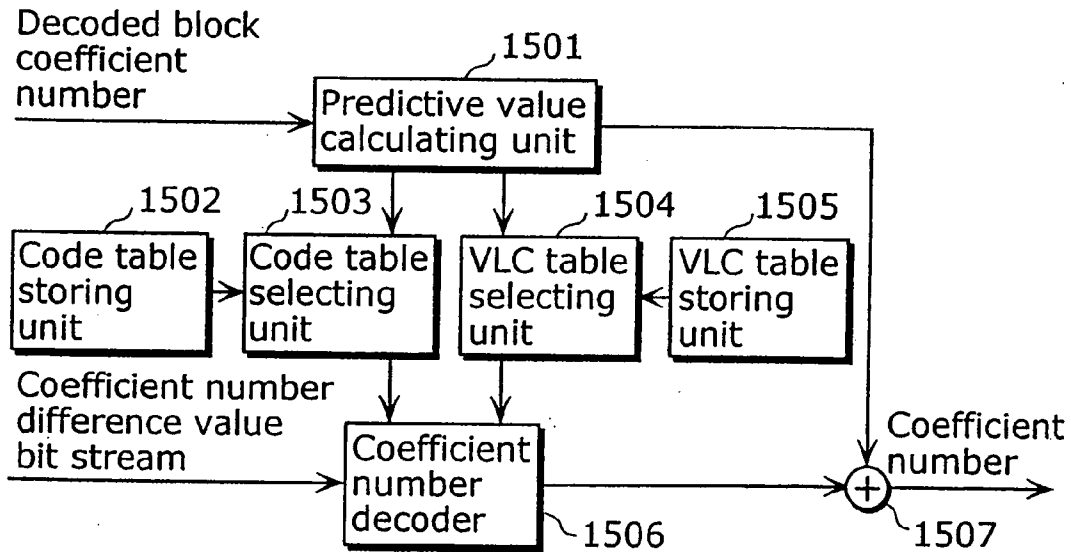 Decoded block
coefficient
number
1501
Predictive value
calculating unit
1502
Code table
storing
unit
1503
Code table
selecting
unit
1504
VLC table
selecting
unit
1505
VLC table
storing
unit
Coefficient number
difference value
bit stream
Coefficient
number
decoder
1506
Coefficient
number
+
1507